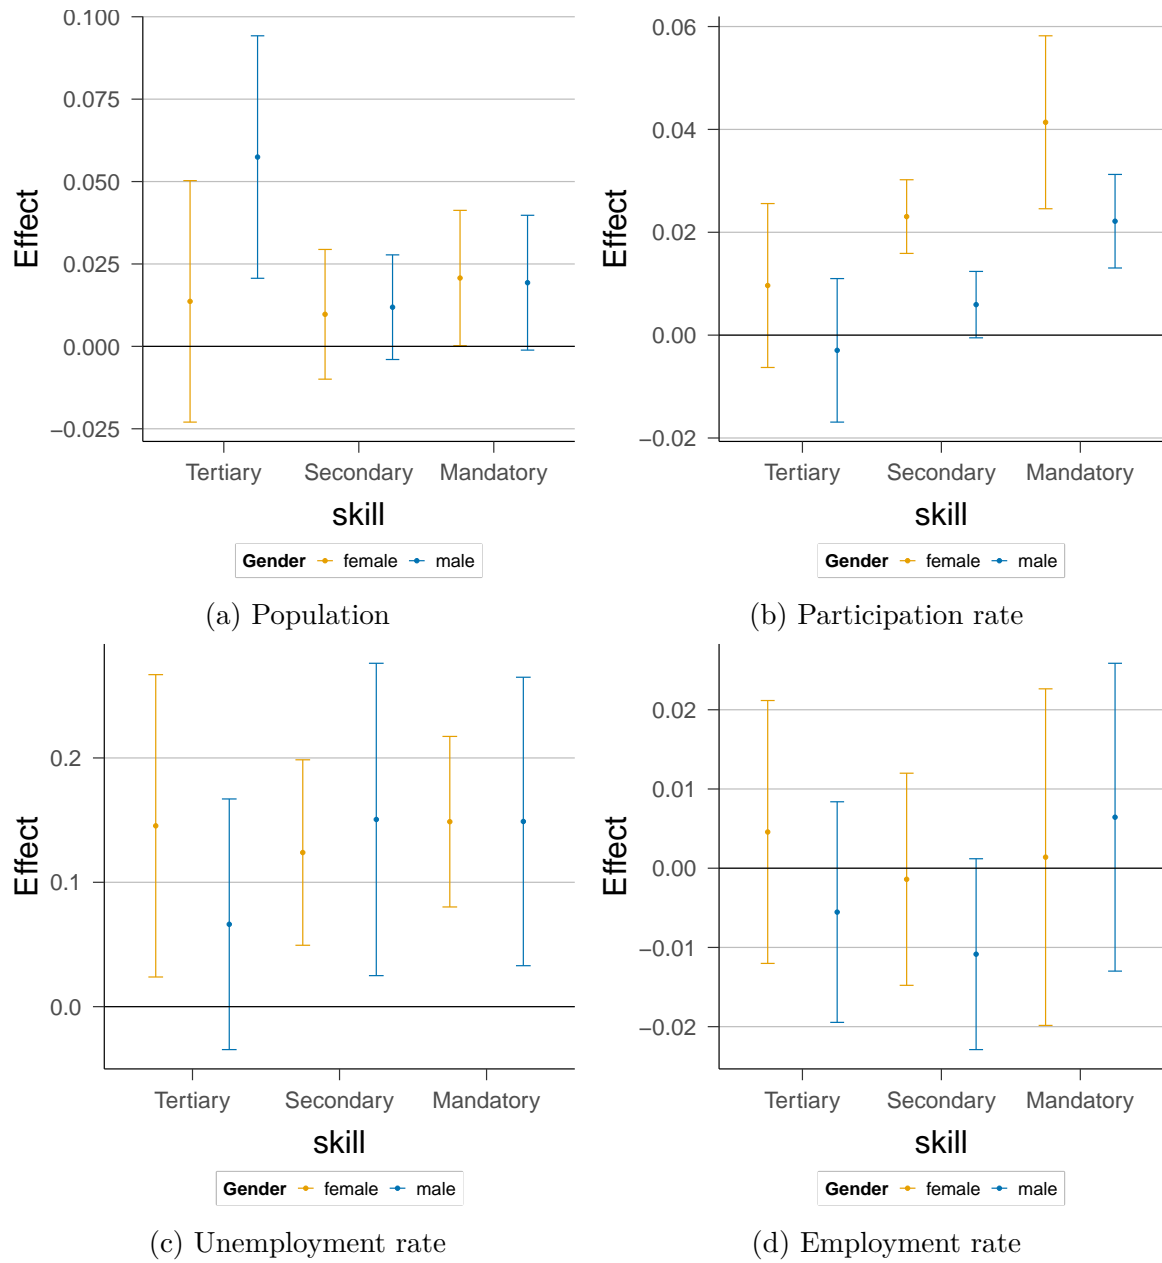 0.100
0.075
0.050
0.025
0.000
−0.025
Effect
Tertiary Secondary Mandatory
skill
Gender female male
(a) Population
0.06
0.04
0.02
0.00
−0.02
Effect
Tertiary Secondary Mandatory
skill
Gender female male
(b) Participation rate
0.2
0.1
0.0
Effect
Tertiary Secondary Mandatory
skill
Gender female male
(c) Unemployment rate
0.02
0.01
0.00
−0.01
−0.02
Effect
Tertiary Secondary Mandatory
skill
Gender female male
(d) Employment rate